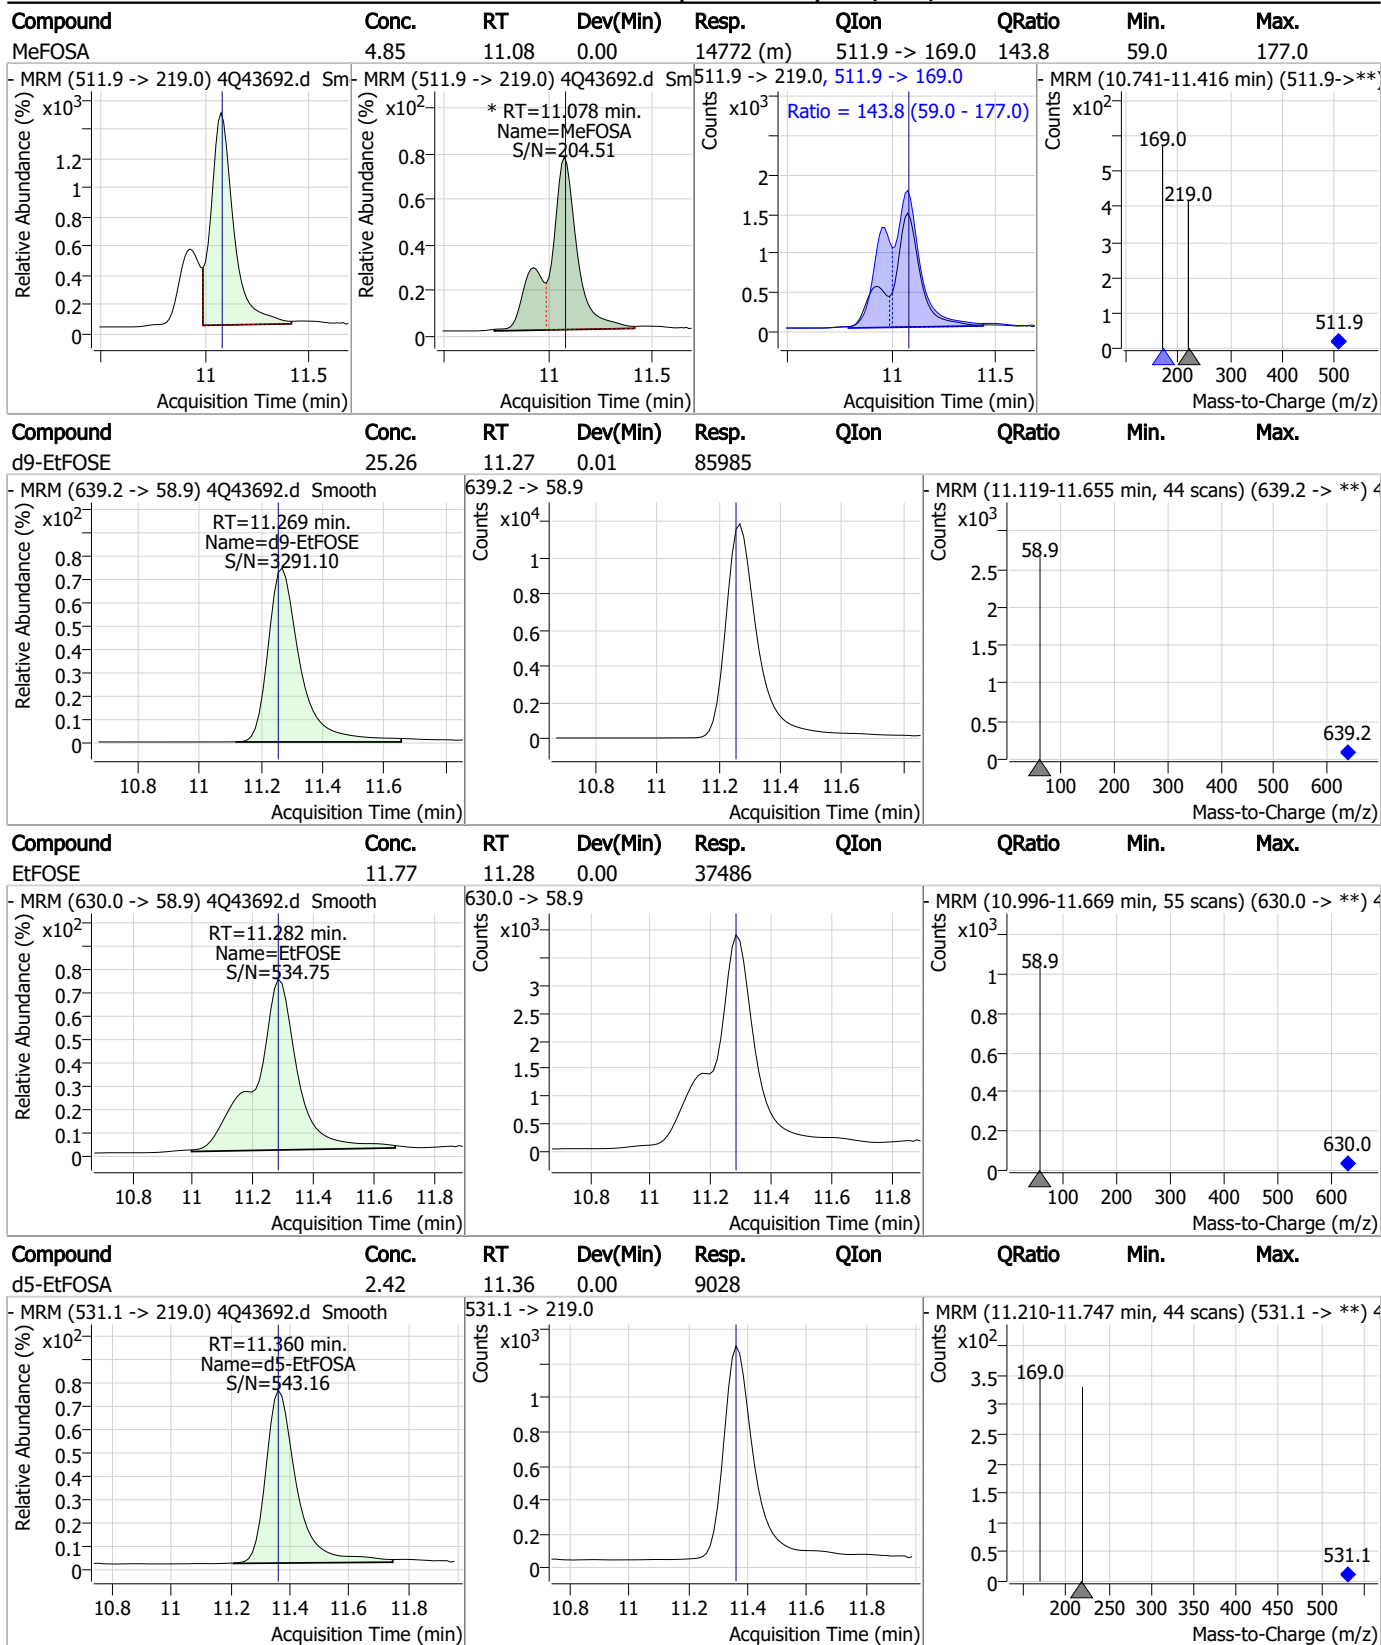 Compound Conc. RT Dev(Min) Resp. QIon QRatio Min. Max.
MeFOSA 4.85 11.08 0.00 14772 (m) 511.9 -> 169.0 143.8 59.0 177.0
- MRM (511.9 -> 219.0) 4Q43692.d Sm
Relative Abundance (%)
x10³
1.2
1
0.8
0.6
0.4
0.2
0
11 11.5
Acquisition Time (min)
- MRM (511.9 -> 219.0) 4Q43692.d Sm
Relative Abundance (%)
x10²
* RT=11.078 min.
Name=MeFOSA
S/N=204.51
0.8
0.6
0.4
0.2
0
11 11.5
Acquisition Time (min)
511.9 -> 219.0, 511.9 -> 169.0
Counts
x10³
Ratio = 143.8 (59.0 - 177.0)
2
1.5
1
0.5
0
11 11.5
Acquisition Time (min)
- MRM (10.741-11.416 min) (511.9->**)
Counts
x10²
169.0
219.0
511.9
5
4
3
2
1
0
200 300 400 500
Mass-to-Charge (m/z)
Compound Conc. RT Dev(Min) Resp. QIon QRatio Min. Max.
d9-EtFOSE 25.26 11.27 0.01 85985
- MRM (639.2 -> 58.9) 4Q43692.d Smooth
Relative Abundance (%)
x10²
RT=11.269 min.
Name=d9-EtFOSE
S/N=3291.10
0.8
0.7
0.6
0.5
0.4
0.3
0.2
0.1
0
10.8 11 11.2 11.4 11.6
Acquisition Time (min)
639.2 -> 58.9
Counts
x10⁴
1
0.8
0.6
0.4
0.2
0
10.8 11 11.2 11.4 11.6
Acquisition Time (min)
- MRM (11.119-11.655 min, 44 scans) (639.2 -> **) 4
Counts
x10³
58.9
639.2
2.5
2
1.5
1
0.5
0
100 200 300 400 500 600
Mass-to-Charge (m/z)
Compound Conc. RT Dev(Min) Resp. QIon QRatio Min. Max.
EtFOSE 11.77 11.28 0.00 37486
- MRM (630.0 -> 58.9) 4Q43692.d Smooth
Relative Abundance (%)
x10²
RT=11.282 min.
Name=EtFOSE
S/N=534.75
0.8
0.7
0.6
0.5
0.4
0.3
0.2
0.1
0
10.8 11 11.2 11.4 11.6 11.8
Acquisition Time (min)
630.0 -> 58.9
Counts
x10³
3
2.5
2
1.5
1
0.5
0
10.8 11 11.2 11.4 11.6 11.8
Acquisition Time (min)
- MRM (10.996-11.669 min, 55 scans) (630.0 -> **) 4
Counts
x10³
58.9
630.0
1
0.8
0.6
0.4
0.2
0
100 200 300 400 500 600
Mass-to-Charge (m/z)
Compound Conc. RT Dev(Min) Resp. QIon QRatio Min. Max.
d5-EtFOSA 2.42 11.36 0.00 9028
- MRM (531.1 -> 219.0) 4Q43692.d Smooth
Relative Abundance (%)
x10²
RT=11.360 min.
Name=d5-EtFOSA
S/N=543.16
0.8
0.7
0.6
0.5
0.4
0.3
0.2
0.1
0
10.8 11 11.2 11.4 11.6 11.8
Acquisition Time (min)
531.1 -> 219.0
Counts
x10³
1
0.8
0.6
0.4
0.2
0
10.8 11 11.2 11.4 11.6 11.8
Acquisition Time (min)
- MRM (11.210-11.747 min, 44 scans) (531.1 -> **) 4
Counts
x10²
169.0
531.1
3.5
3
2.5
2
1.5
1
0.5
0
200 250 300 350 400 450 500
Mass-to-Charge (m/z)